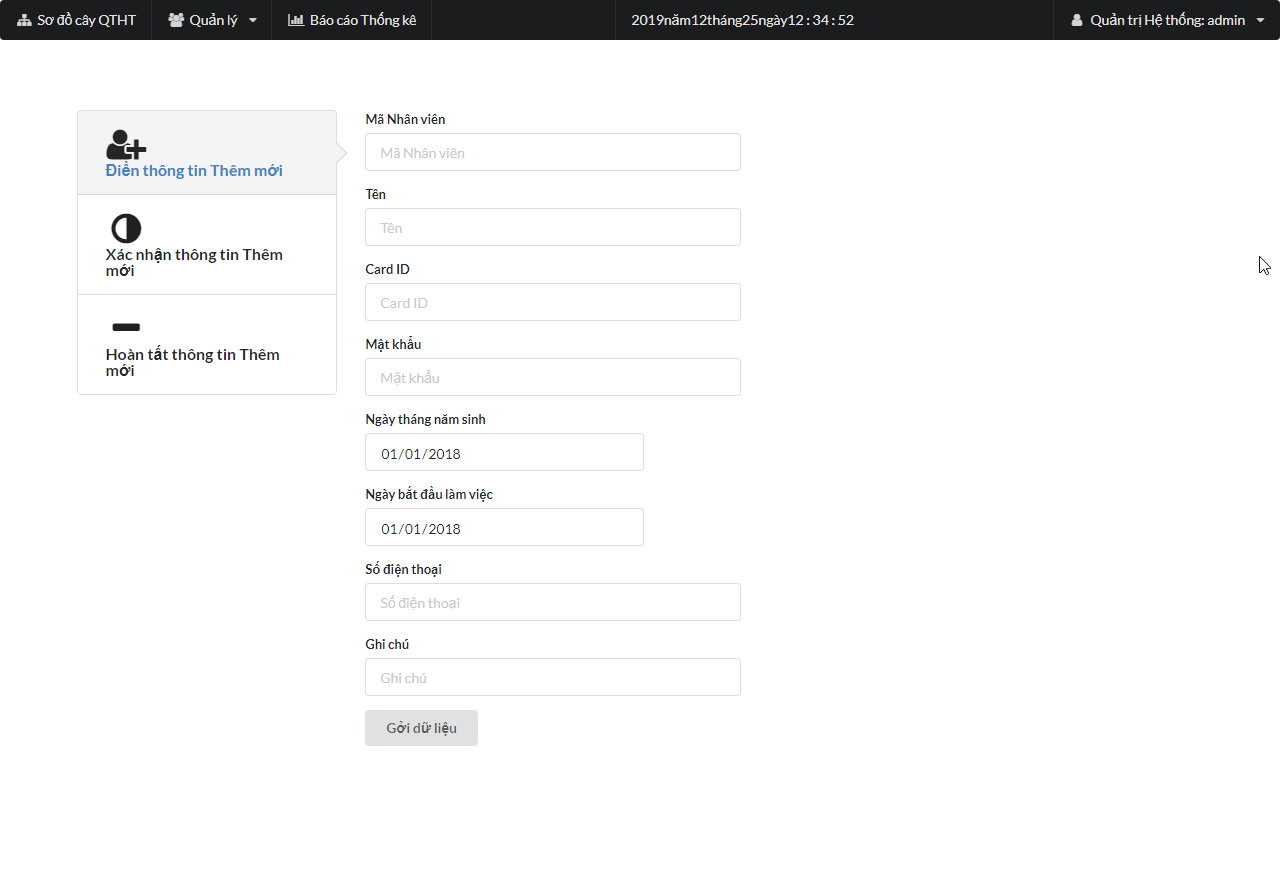 Sơ đồ cây QTHT
Quản lý
Báo cáo Thống kê
2019năm12tháng25ngày12 : 34 : 52
Quản trị Hệ thống: admin
Điền thông tin Thêm mới
Xác nhận thông tin Thêm
mới
Hoàn tất thông tin Thêm
mới
Mã Nhân viên
Mã Nhân viên
Tên
Tên
Card ID
Card ID
Mật khẩu
Mật khẩu
Ngày tháng năm sinh
01/01/2018
Ngày bắt đầu làm việc
01/01/2018
Số điện thoại
Số điện thoại
Ghi chú
Ghi chú
Gởi dữ liệu